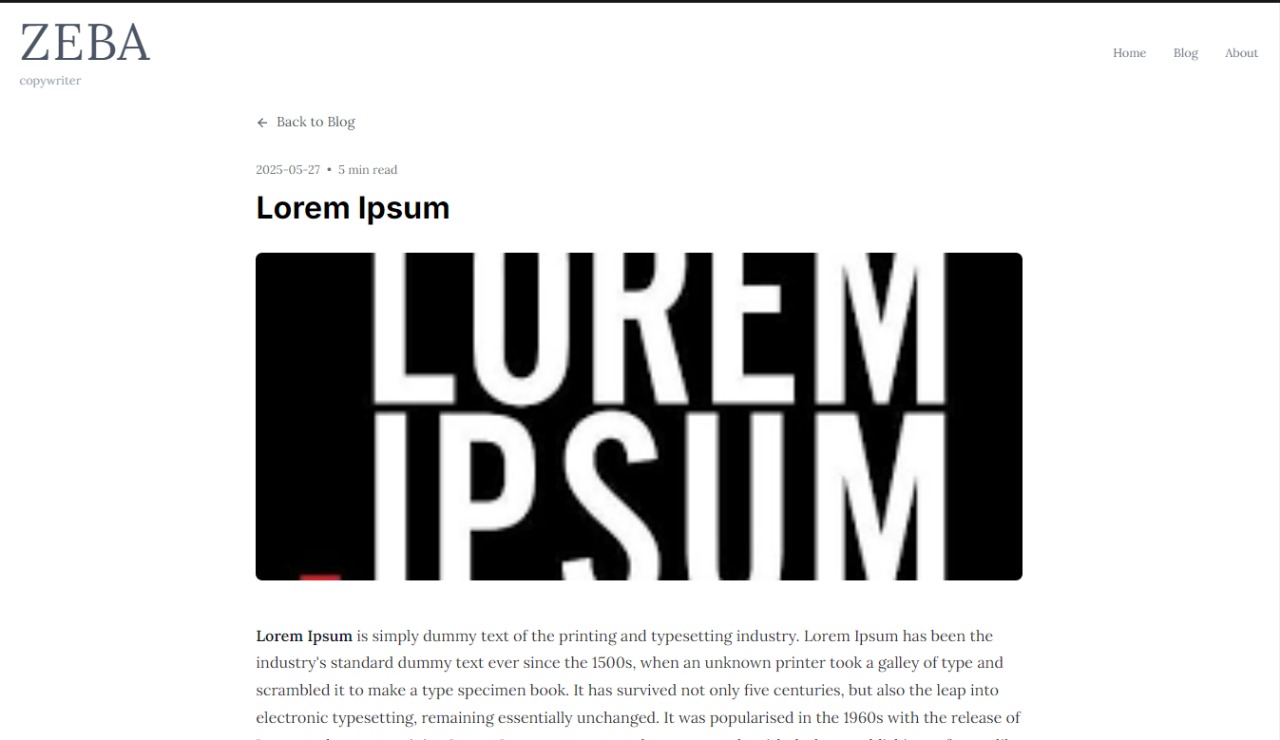 ZEBA
copywriter
Home
Blog
About
← Back to Blog
2025-05-27 • 5 min read
Lorem Ipsum
LOREM
IPSUM
Lorem Ipsum is simply dummy text of the printing and typesetting industry. Lorem Ipsum has been the
industry's standard dummy text ever since the 1500s, when an unknown printer took a galley of type and
scrambled it to make a type specimen book. It has survived not only five centuries, but also the leap into
electronic typesetting, remaining essentially unchanged. It was popularised in the 1960s with the release of